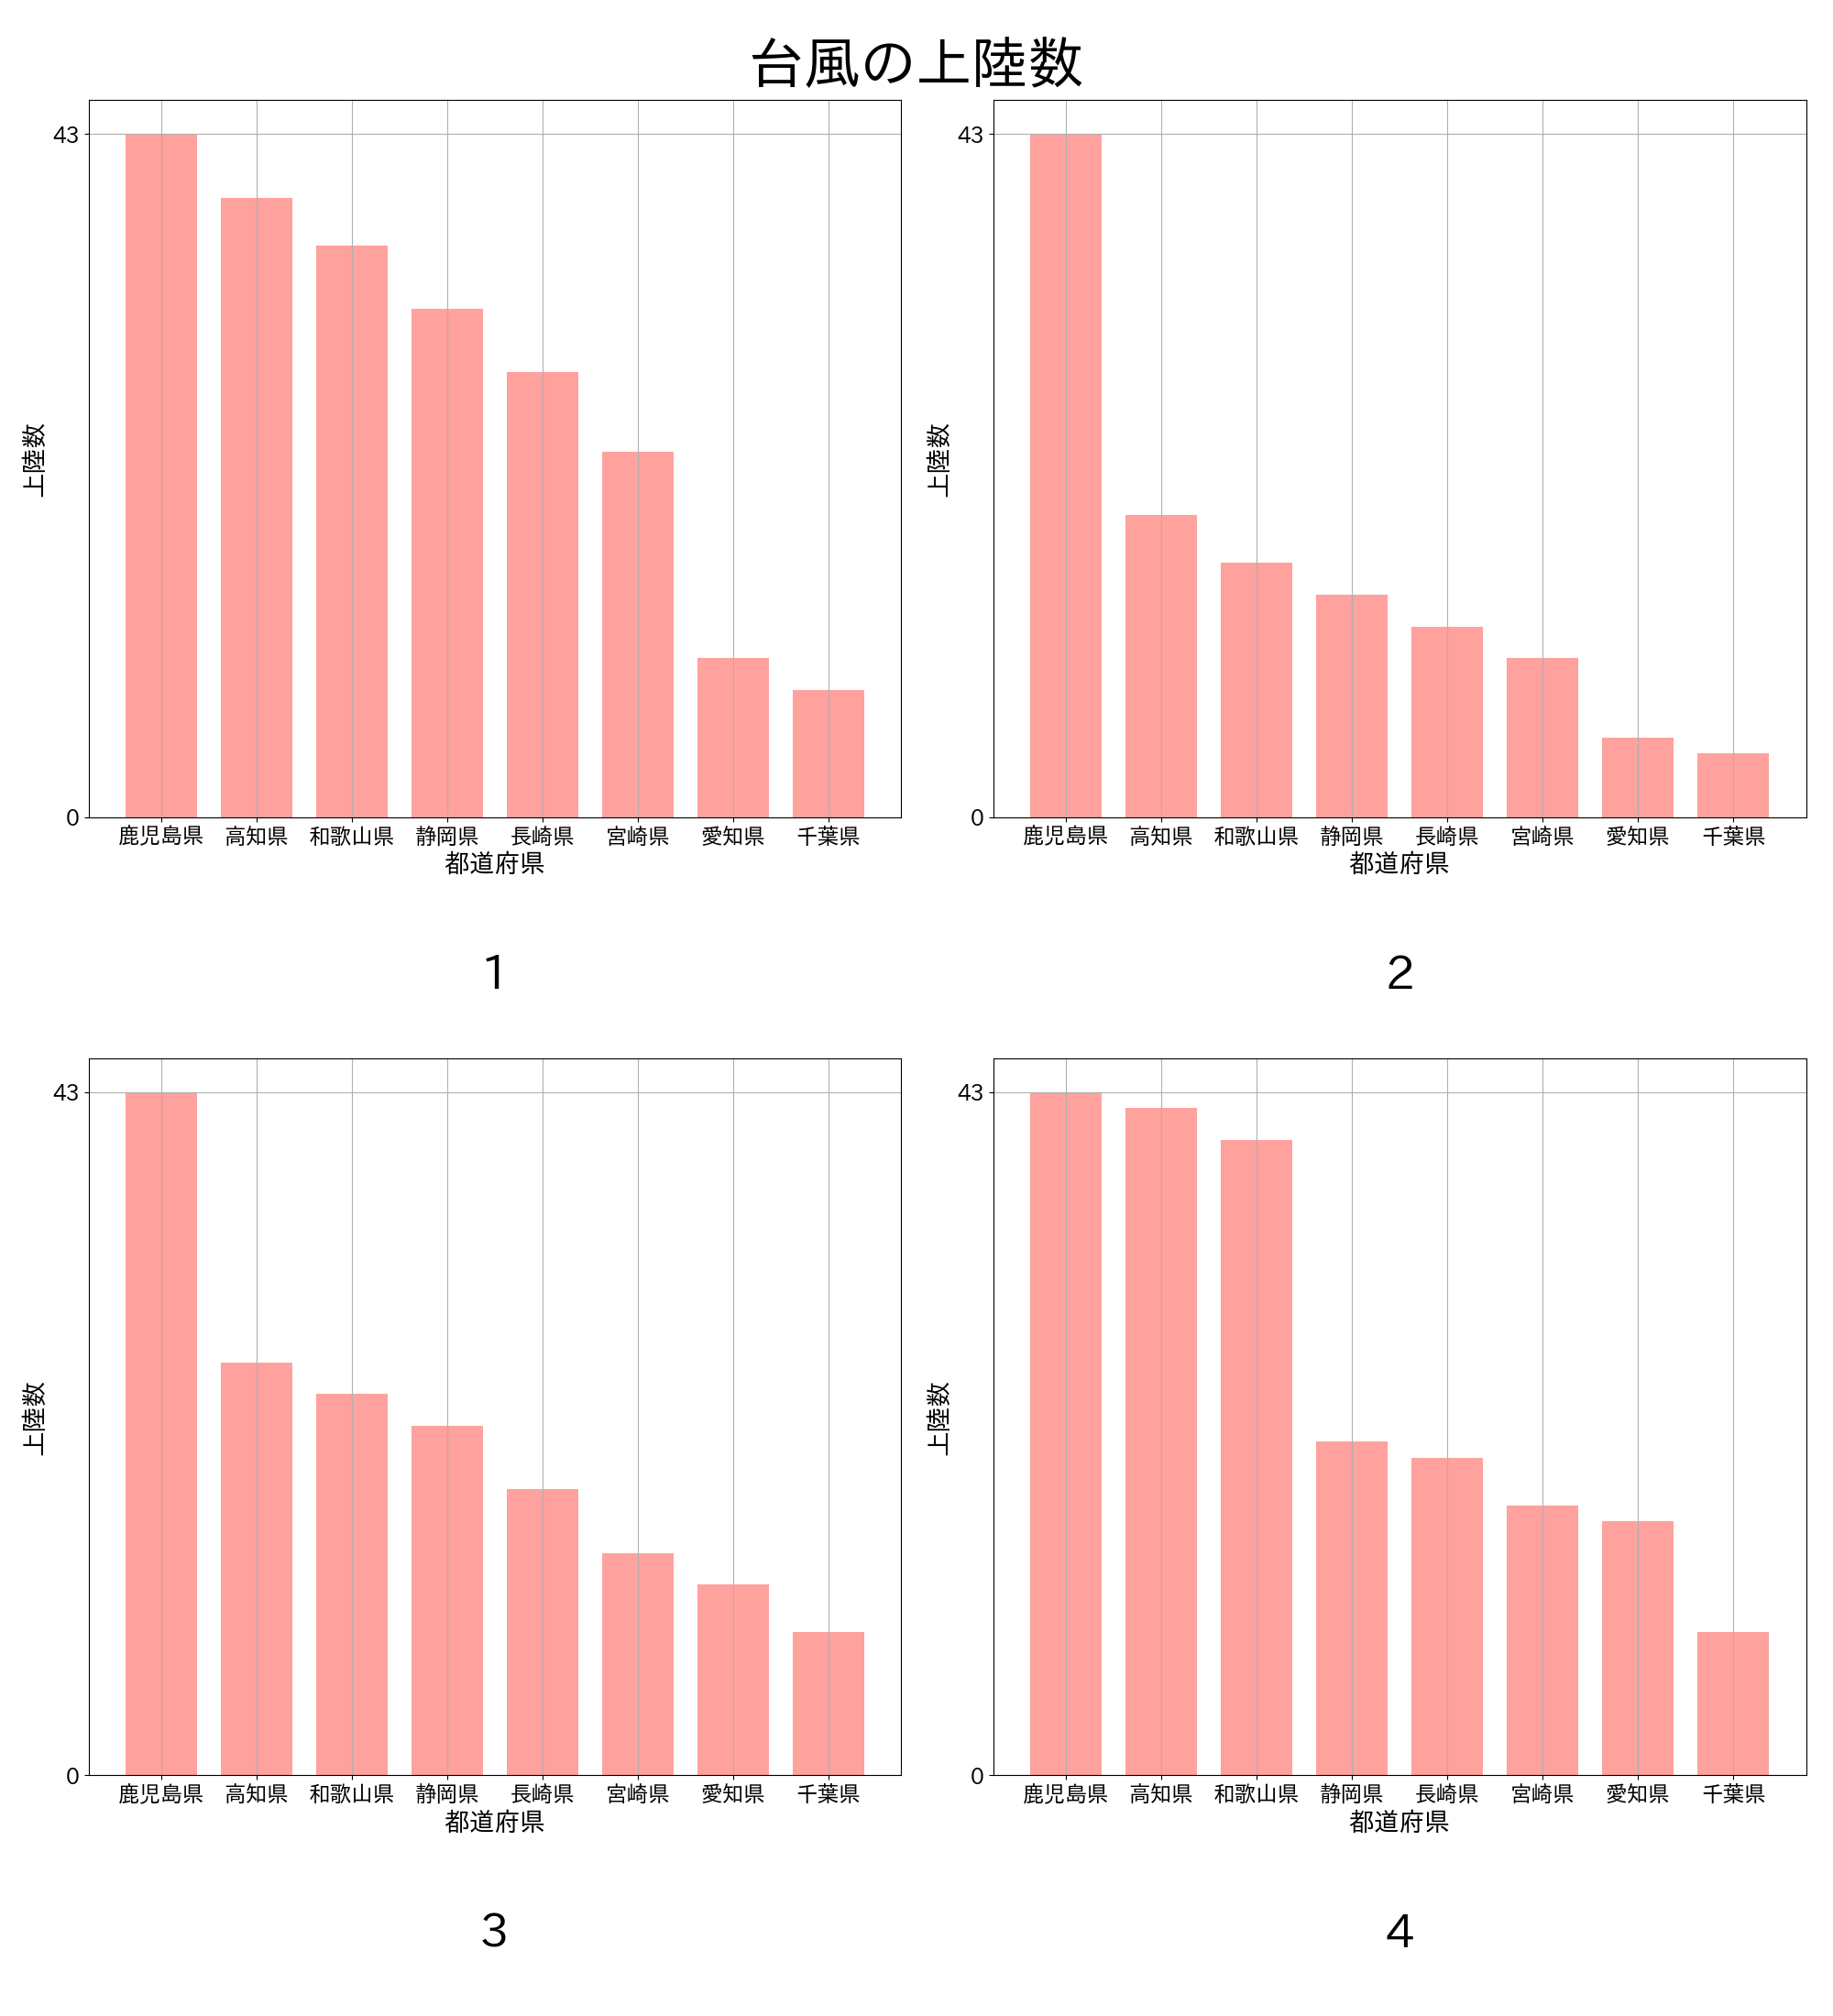 台風の上陸数
43
0
上陸数
鹿児島県 高知県 和歌山県 静岡県 長崎県 宮崎県 愛知県 千葉県
都道府県
1
43
0
上陸数
鹿児島県 高知県 和歌山県 静岡県 長崎県 宮崎県 愛知県 千葉県
都道府県
2
43
0
上陸数
鹿児島県 高知県 和歌山県 静岡県 長崎県 宮崎県 愛知県 千葉県
都道府県
3
43
0
上陸数
鹿児島県 高知県 和歌山県 静岡県 長崎県 宮崎県 愛知県 千葉県
都道府県
4